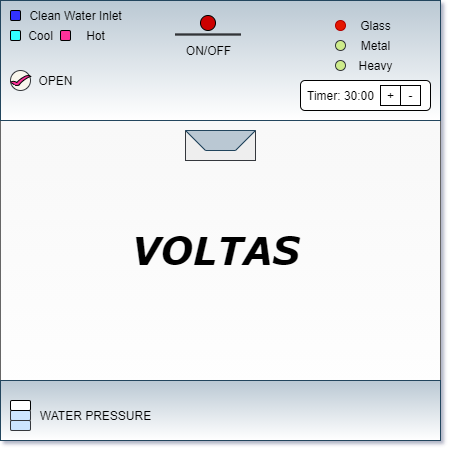 Clean Water Inlet
Cool Hot
ON/OFF
Glass
Metal
Heavy
OPEN
Timer: 30:00 + -
VOLTAS
WATER PRESSURE